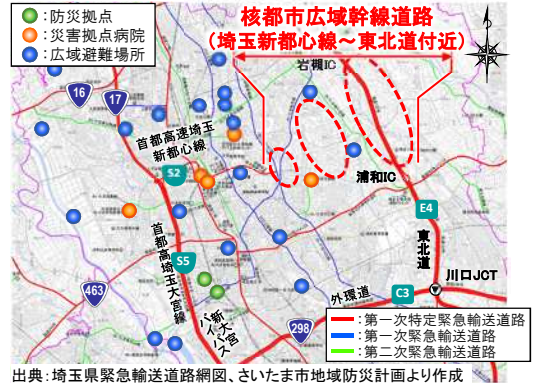 防災拠点
災害拠点病院
広域避難場所
核都市広域幹線道路
(埼玉新都心線～東北道付近)
岩槻IC
16
17
首都高速埼玉
新都心線
S2
浦和IC
E4
東北道
首都高埼玉大宮線
S5
川口JCT
463
新大宮
バイパス
外環道
C3
298
第一次特定緊急輸送道路
第一次緊急輸送道路
第二次緊急輸送道路
出典:埼玉県緊急輸送道路網図、さいたま市地域防災計画より作成